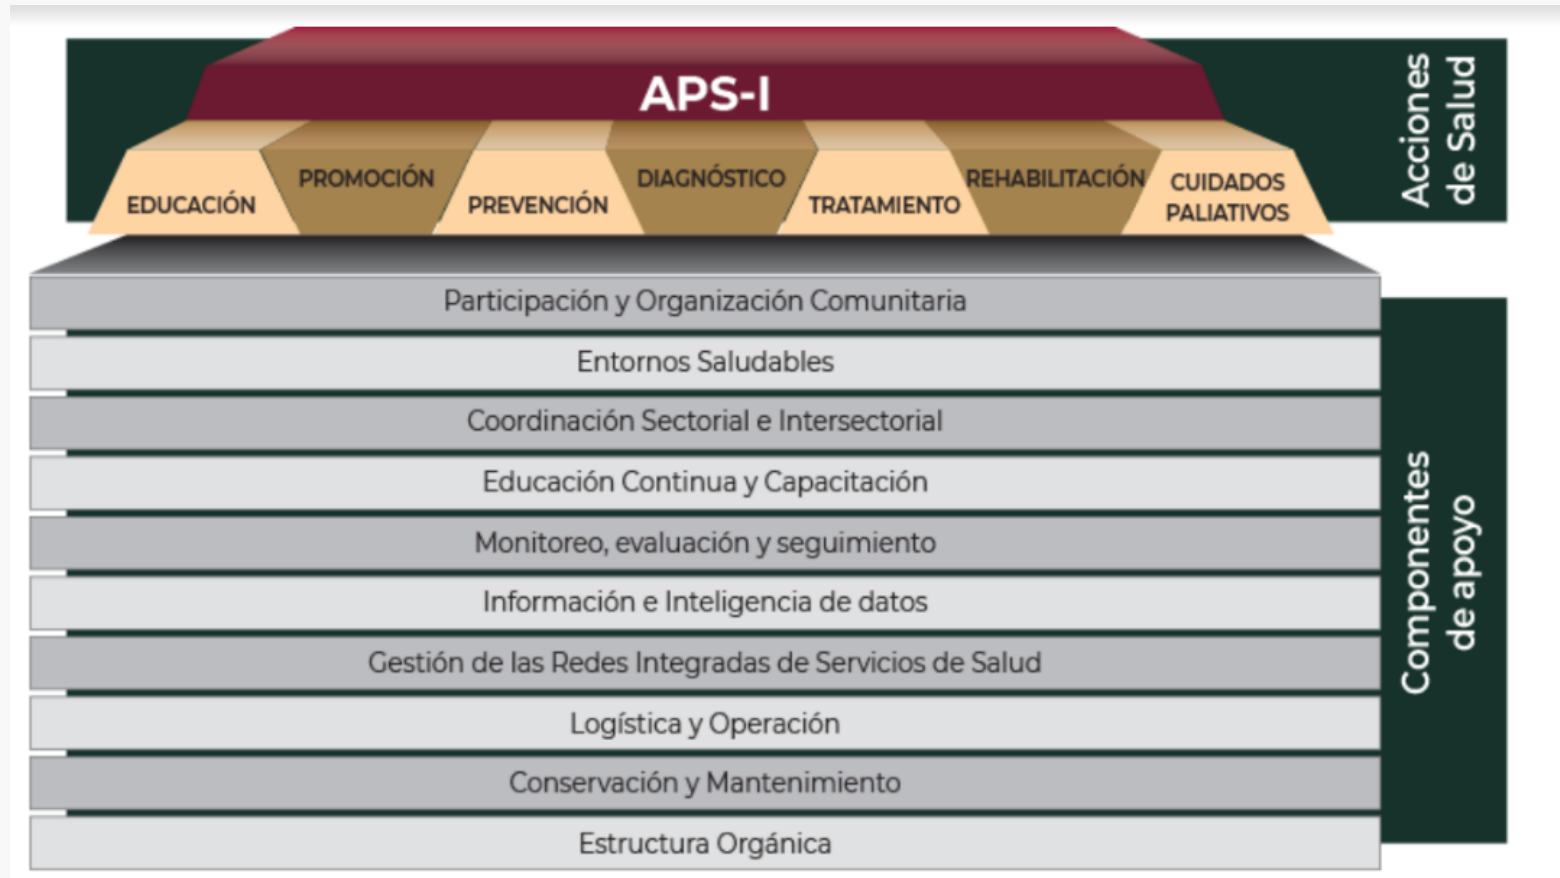 APS-I
EDUCACIÓN
PROMOCIÓN
PREVENCIÓN
DIAGNÓSTICO
TRATAMIENTO
REHABILITACIÓN
CUIDADOS
PALIATIVOS
Acciones
de Salud
Participación y Organización Comunitaria
Entornos Saludables
Coordinación Sectorial e Intersectorial
Educación Continua y Capacitación
Monitoreo, evaluación y seguimiento
Información e Inteligencia de datos
Gestión de las Redes Integradas de Servicios de Salud
Logística y Operación
Conservación y Mantenimiento
Estructura Orgánica
Componentes
de apoyo